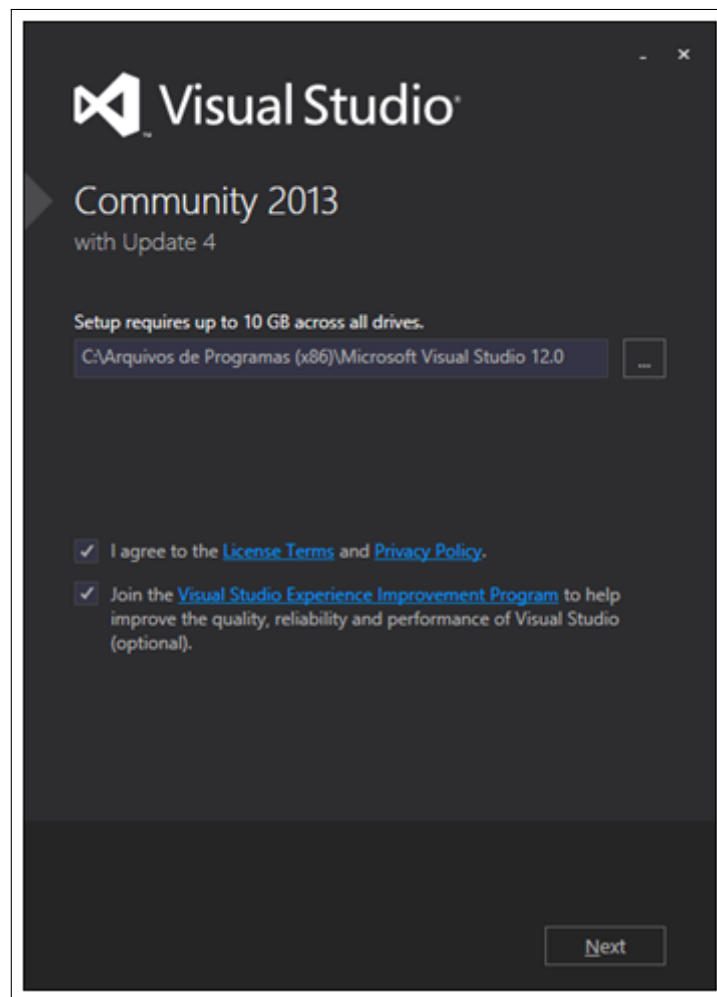 Visual Studio®
™
Community 2013
with Update 4
Setup requires up to 10 GB across all drives.
C:\Arquivos de Programas (x86)\Microsoft Visual Studio 12.0
...
I agree to the License Terms and Privacy Policy.
Join the Visual Studio Experience Improvement Program to help
improve the quality, reliability and performance of Visual Studio
(optional).
Next